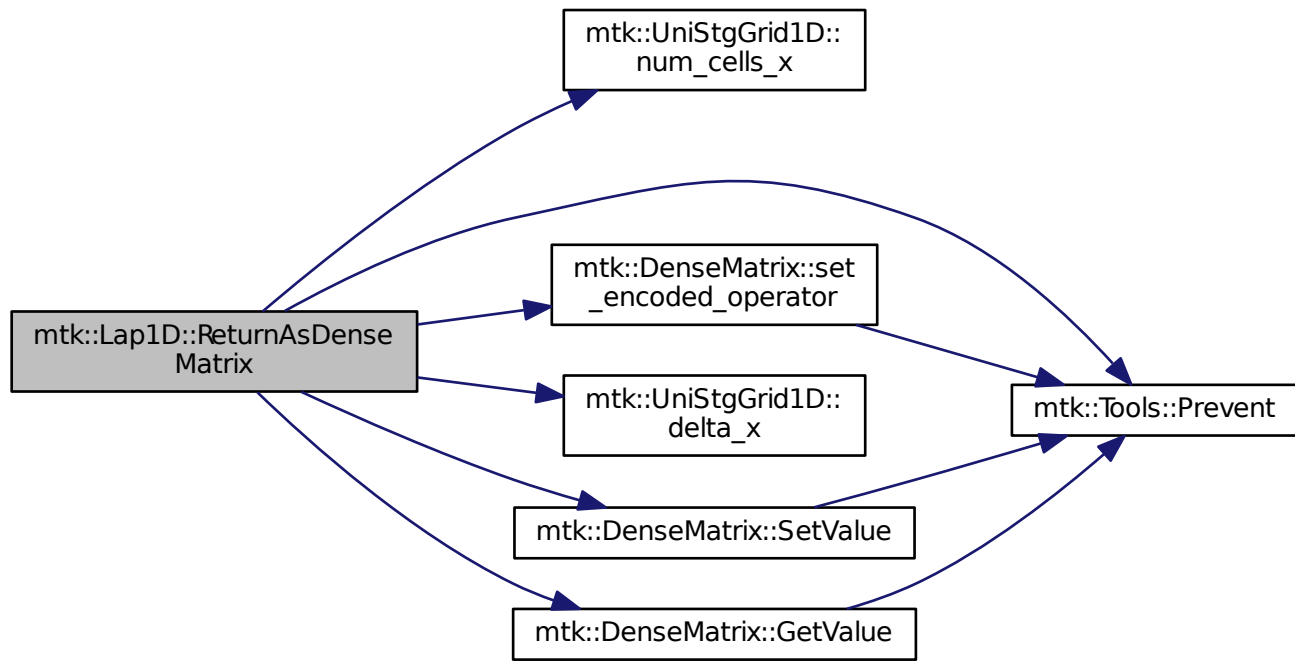 mtk::UniStgGrid1D::
num_cells_x
mtk::DenseMatrix::set
_encoded_operator
mtk::Lap1D::ReturnAsDense
Matrix
mtk::UniStgGrid1D::
delta_x
mtk::Tools::Prevent
mtk::DenseMatrix::SetValue
mtk::DenseMatrix::GetValue